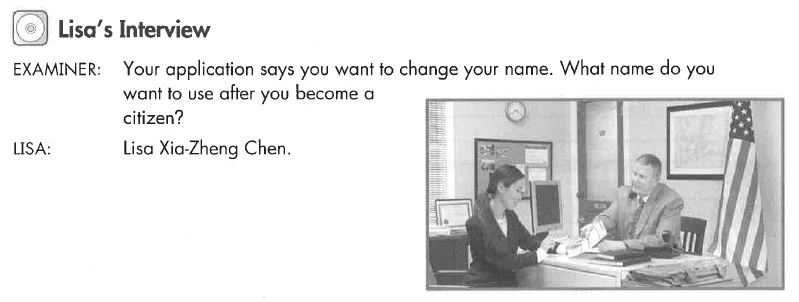 Lisa's Interview
EXAMINER: Your application says you want to change your name. What name do you
want to use after you become a
citizen?
LISA: Lisa Xia-Zheng Chen.